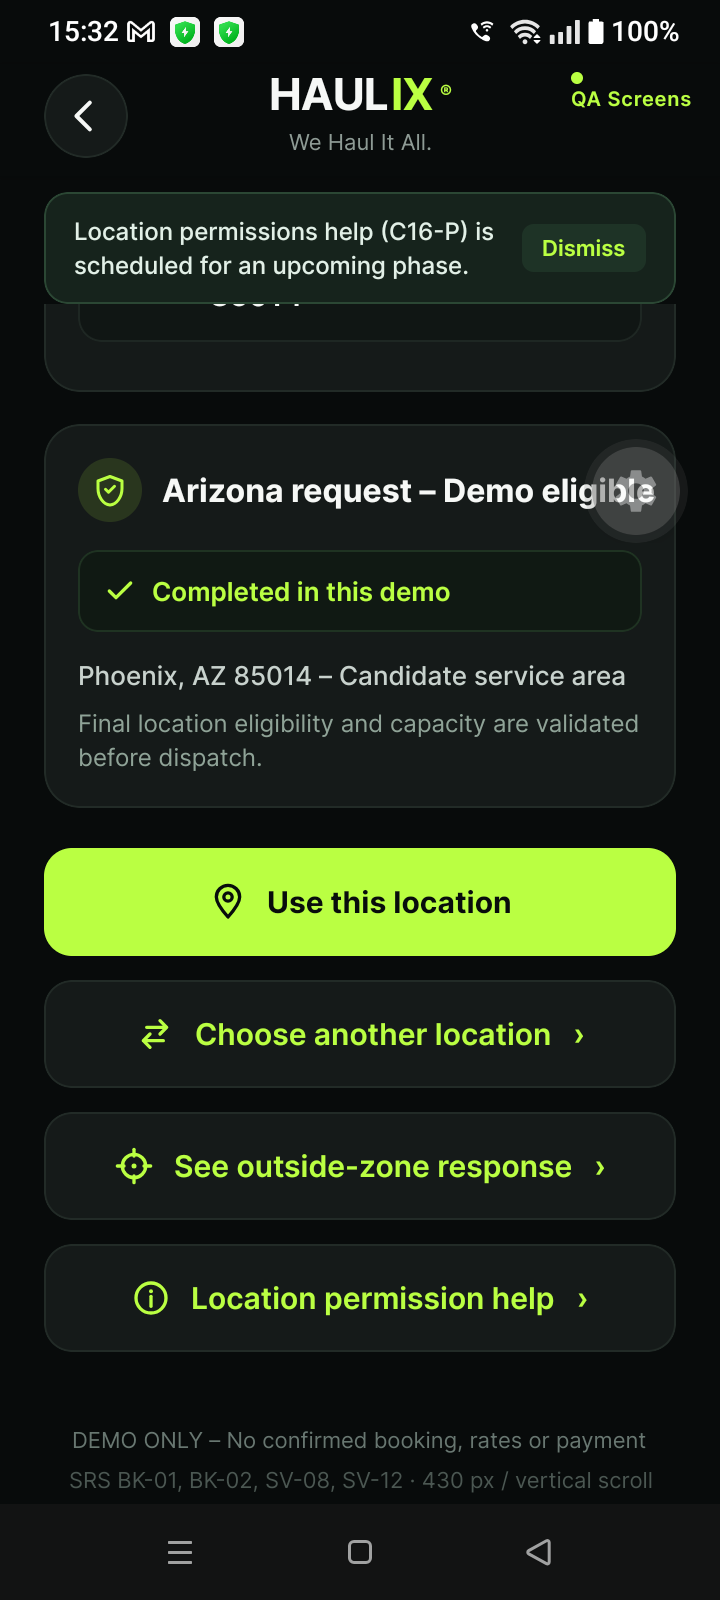 15:32
100%
HAULIX ®
We Haul It All.
QA Screens
Location permissions help (C16-P) is
scheduled for an upcoming phase.
Dismiss
Arizona request – Demo eligible
Completed in this demo
Phoenix, AZ 85014 – Candidate service area
Final location eligibility and capacity are validated
before dispatch.
Use this location
Choose another location ›
See outside-zone response ›
Location permission help ›
DEMO ONLY – No confirmed booking, rates or payment
SRS BK-01, BK-02, SV-08, SV-12 · 430 px / vertical scroll